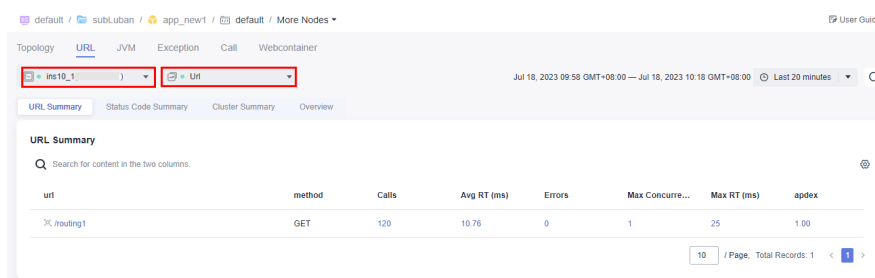 default / subLuban / app_new1 / default / More Nodes
User Guid
Topology URL JVM Exception Call Webcontainer
ins10_1 ) Url Jul 18, 2023 09:58 GMT+08:00 — Jul 18, 2023 10:18 GMT+08:00 Last 20 minutes
URL Summary Status Code Summary Cluster Summary Overview
URL Summary
Search for content in the two columns.
url method Calls Avg RT (ms) Errors Max Concurre... Max RT (ms) apdex
/routing1 GET 120 10.76 0 1 25 1.00
10 / Page, Total Records: 1 < 1 >